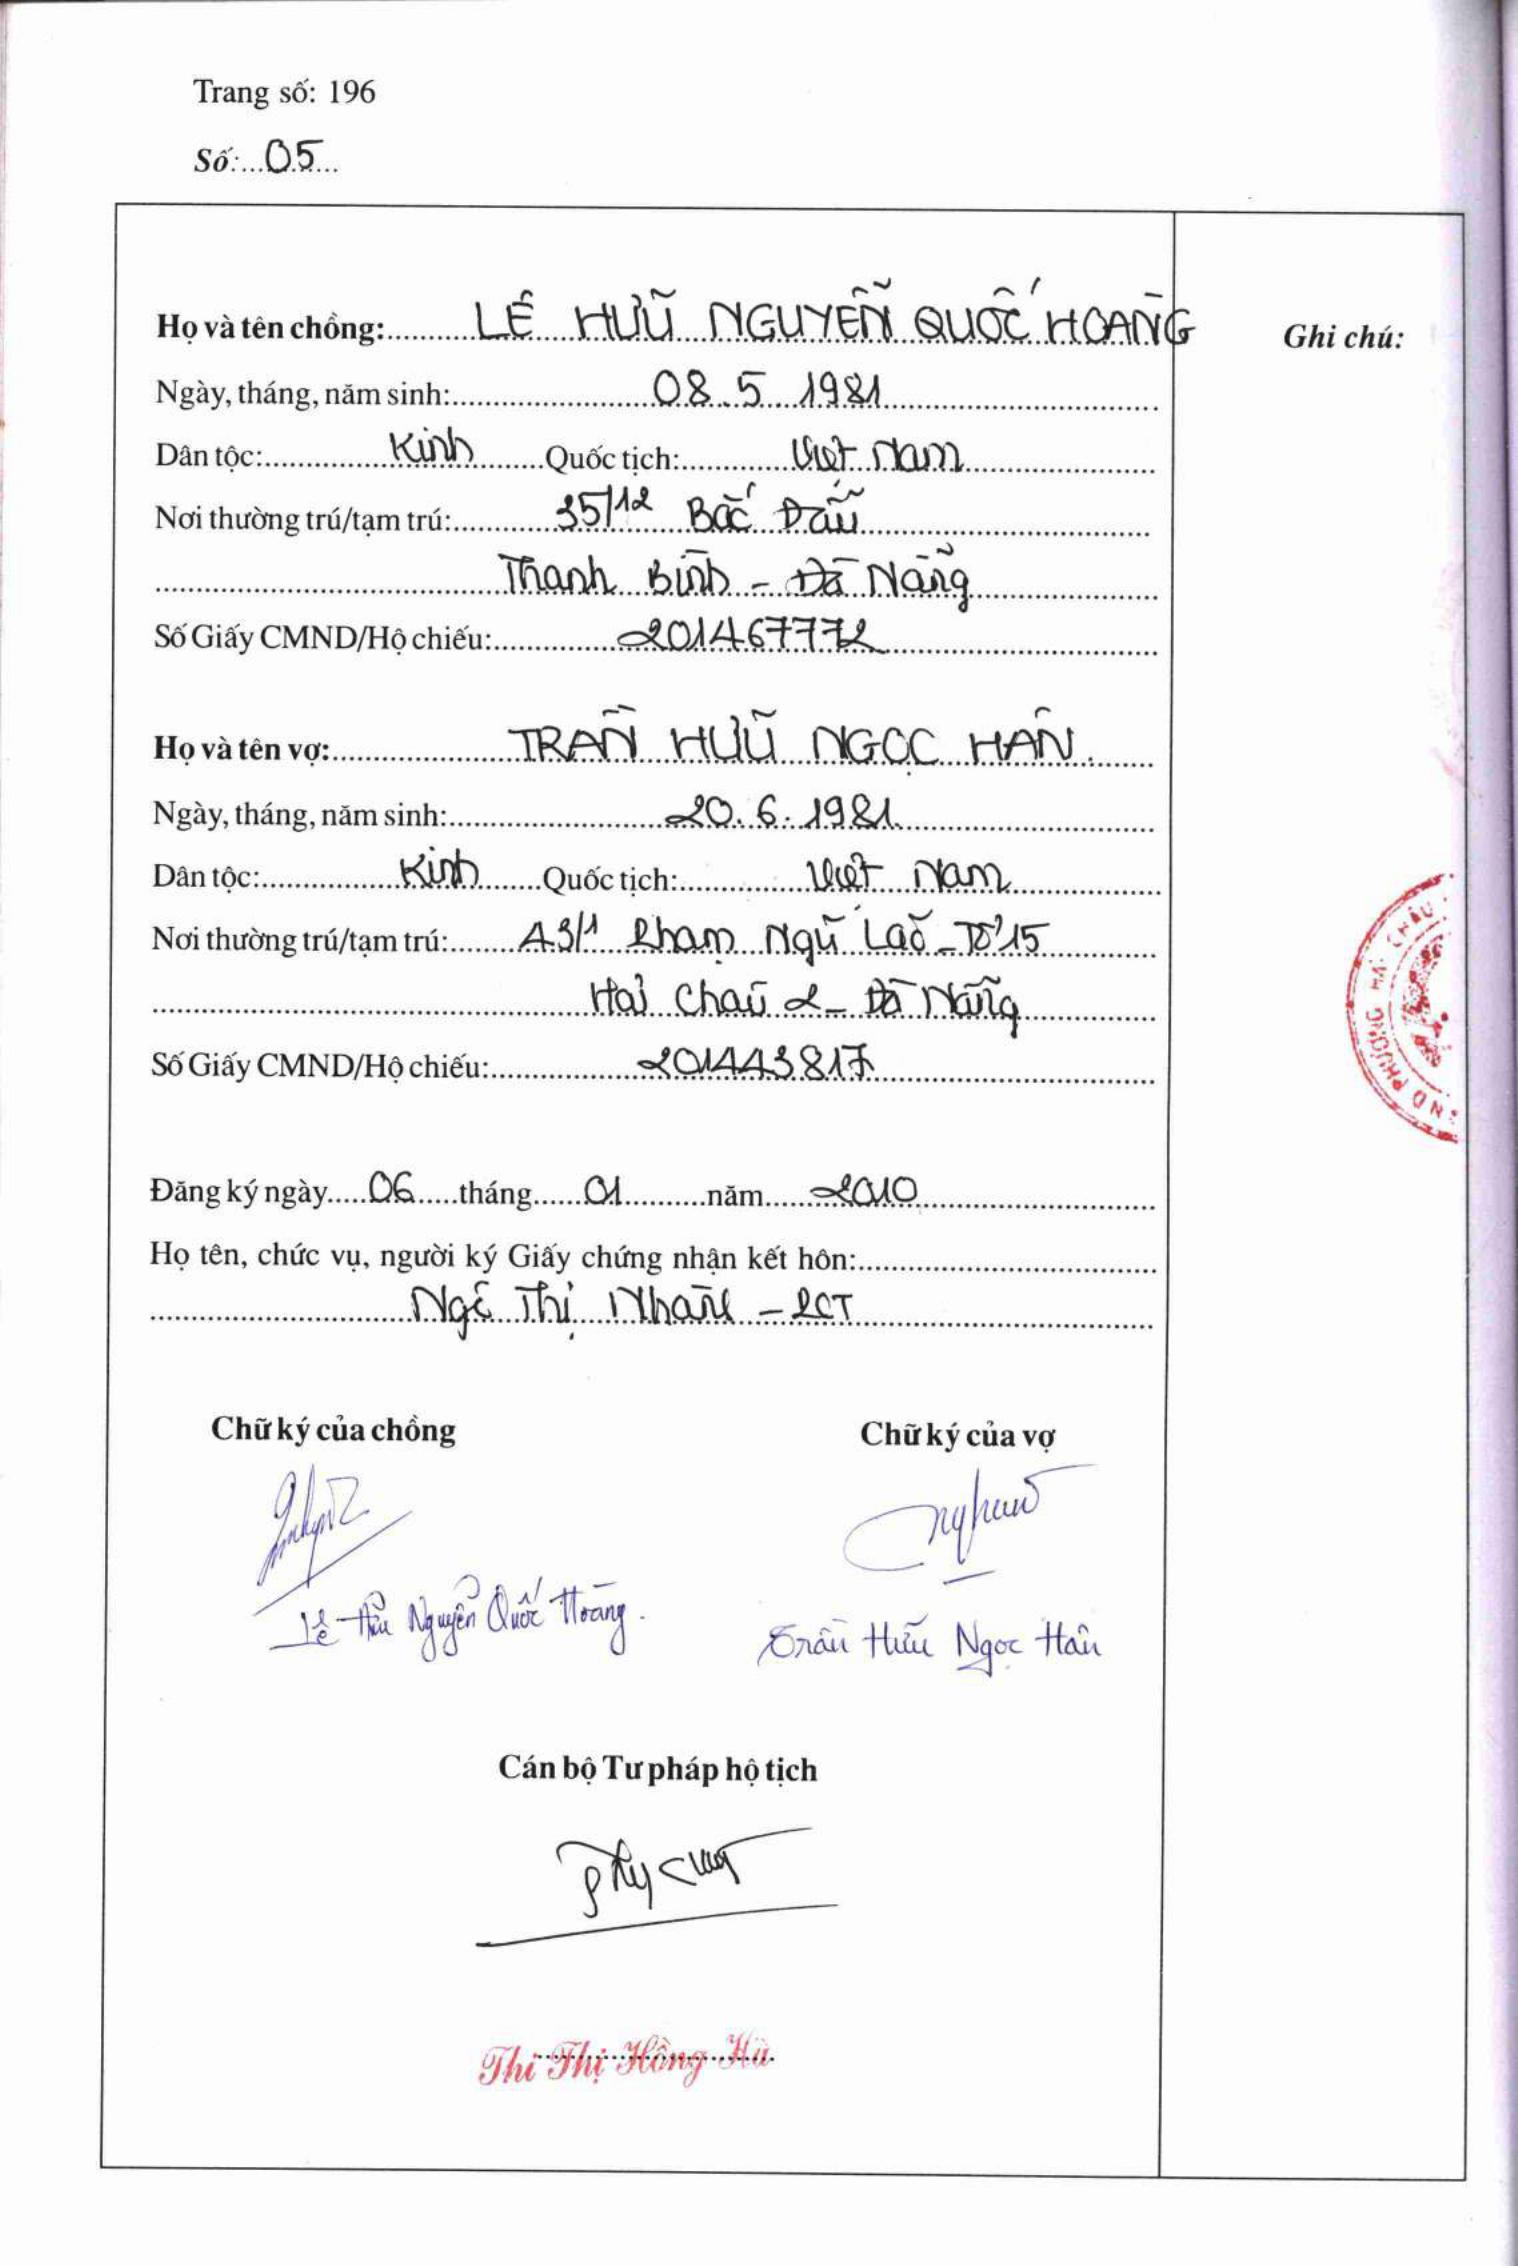 Trang số: 196
Số: 05
Họ và tên chồng: LÊ HỮU NGUYỄN QUỐC HOÀNG
Ghi chú:
Ngày, tháng, năm sinh: 08.5.1981
Dân tộc: Kinh Quốc tịch: Việt Nam
Nơi thường trú/tạm trú: 35/12 Bắc Đẩu
Thanh Bình - Đà Nẵng
Số Giấy CMND/Hộ chiếu: 201467772
Họ và tên vợ: TRẦN HỮU NGỌC HÂN
Ngày, tháng, năm sinh: 20.6.1981
Dân tộc: Kinh Quốc tịch: Việt Nam
Nơi thường trú/tạm trú: A3/1 Phạm Ngũ Lão - Tổ 15
Hải Châu 2 - Đà Nẵng
Số Giấy CMND/Hộ chiếu: 201443817
Đăng ký ngày 06 tháng 01 năm 2010
Họ tên, chức vụ, người ký Giấy chứng nhận kết hôn:
Ngô Thị Nhàn - PCT
UBND PHƯỜNG HẢI CHÂU
Chữ ký của chồng
Chữ ký của vợ
Lê Hữu Nguyễn Quốc Hoàng.
Trần Hữu Ngọc Hân
Cán bộ Tư pháp hộ tịch
Thi Thị Hồng Hà